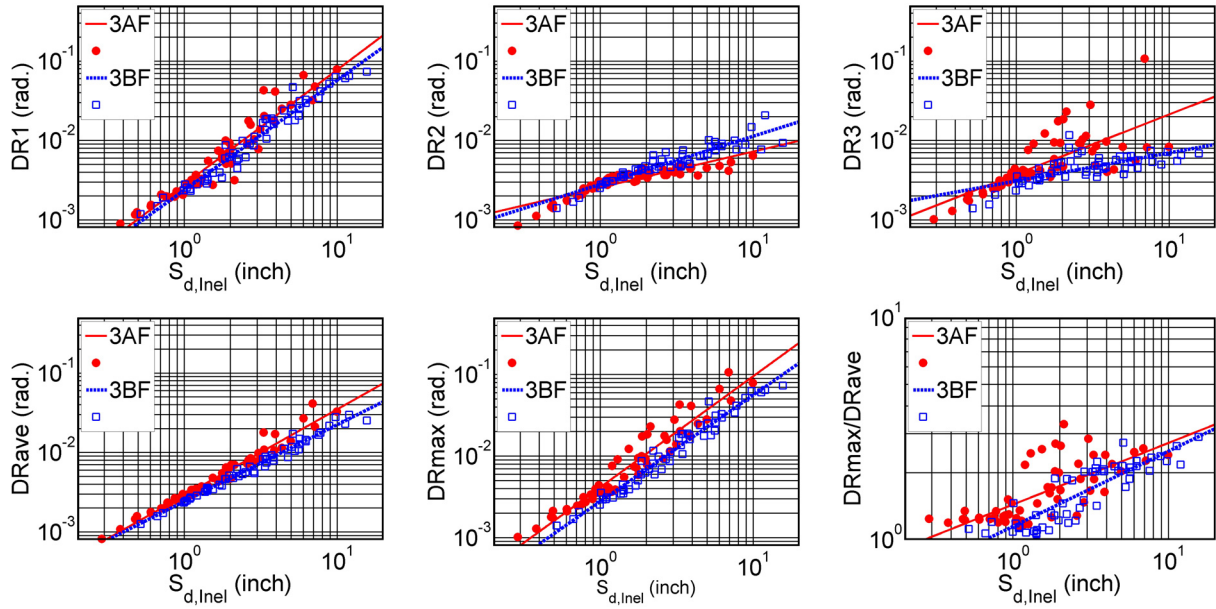 DR1 (rad.)
10^-1
10^-2
10^-3
3AF
3BF
10^0
10^1
S_d,Inel (inch)
DR2 (rad.)
10^-1
10^-2
10^-3
3AF
3BF
10^0
10^1
S_d,Inel (inch)
DR3 (rad.)
10^-1
10^-2
10^-3
3AF
3BF
10^0
10^1
S_d,Inel (inch)
DRave (rad.)
10^-1
10^-2
10^-3
3AF
3BF
10^0
10^1
S_d,Inel (inch)
DRmax (rad.)
10^-1
10^-2
10^-3
3AF
3BF
10^0
10^1
S_d,Inel (inch)
DRmax/DRave
10^1
10^0
3AF
3BF
10^0
10^1
S_d,Inel (inch)